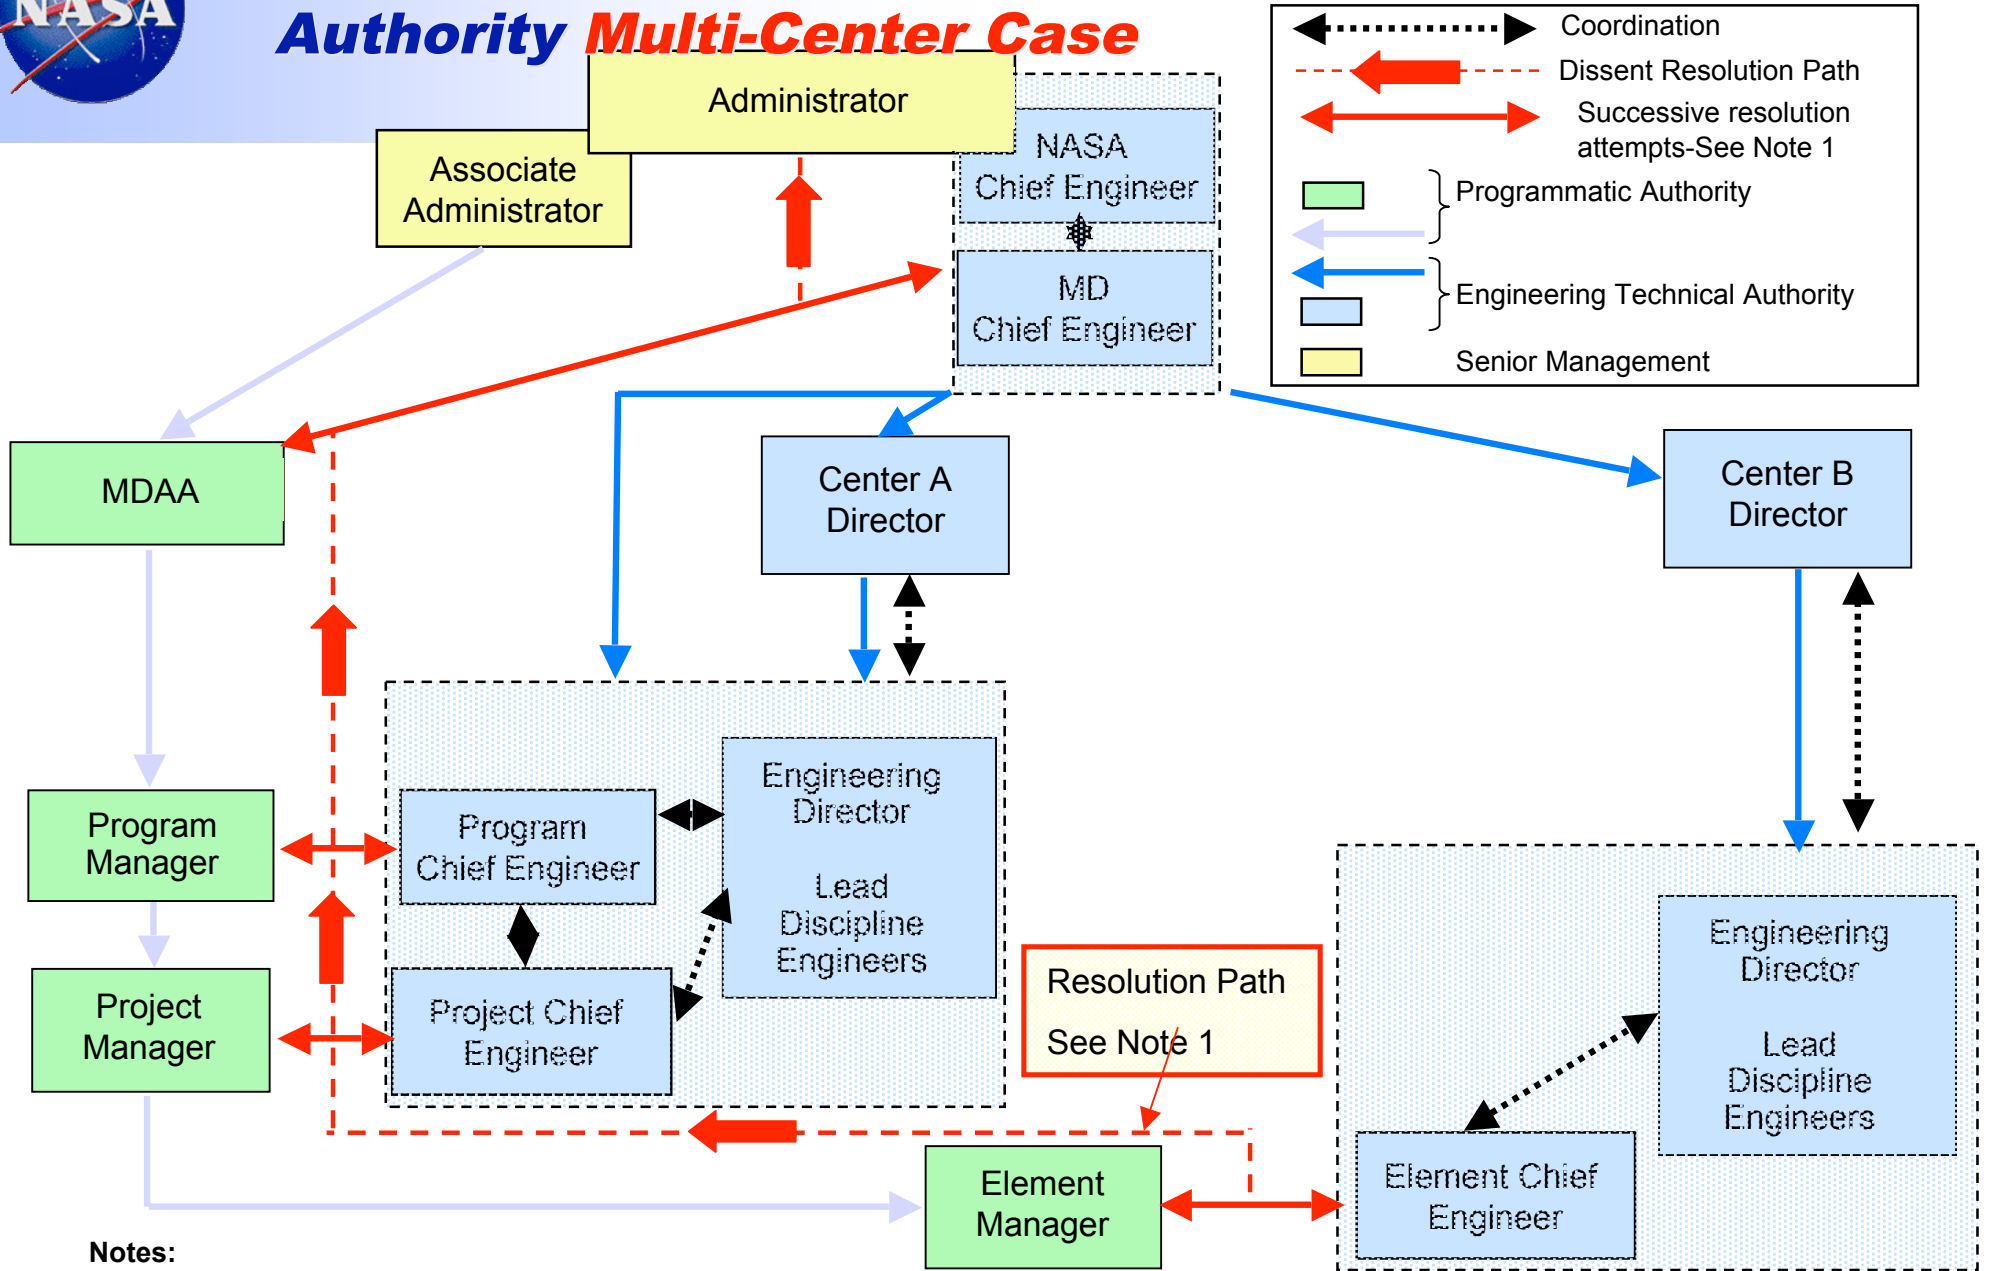 NASA
Authority Multi-Center Case
Coordination
Dissent Resolution Path
Successive resolution
attempts-See Note 1
Programmatic Authority
Engineering Technical Authority
Senior Management
Administrator
Associate
Administrator
NASA
Chief Engineer
MD
Chief Engineer
MDAA
Center A
Director
Center B
Director
Program
Manager
Program
Chief Engineer
Engineering
Director
Lead
Discipline
Engineers
Project
Manager
Project Chief
Engineer
Resolution Path
See Note 1
Engineering
Director
Lead
Discipline
Engineers
Element
Manager
Element Chief
Engineer
Notes: